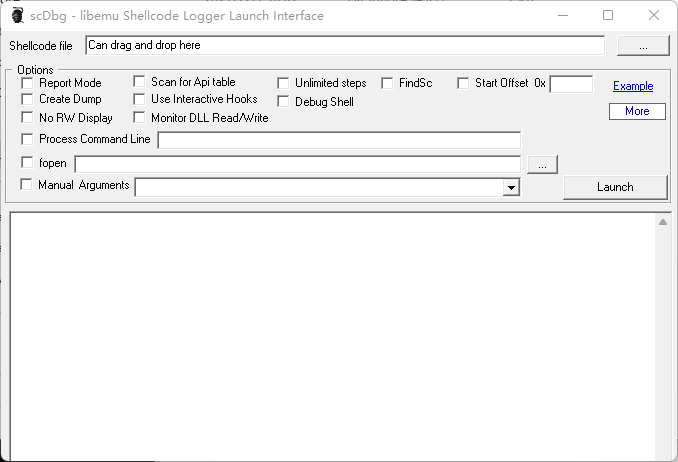 scDbg - libemu Shellcode Logger Launch Interface
Shellcode file Can drag and drop here ...
Options
Report Mode Scan for Api table Unlimited steps FindSc Start Offset 0x Example
Create Dump Use Interactive Hooks Debug Shell
No RW Display Monitor DLL Read/Write More
Process Command Line
fopen ...
Manual Arguments Launch